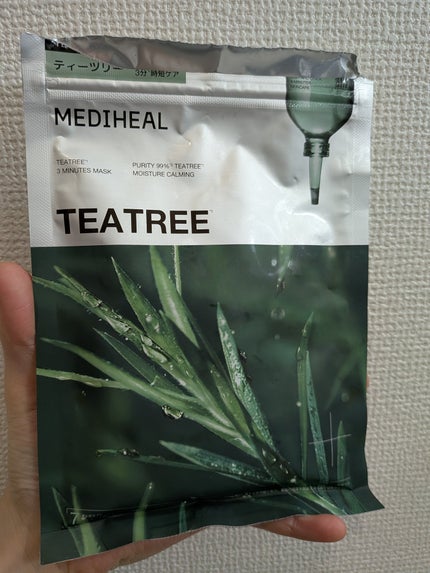 ティーツリー 3分 時短ケア
MEDIHEAL
TEATREE
3 MINUTES MASK
PURITY 99% TEATREE
MOISTURE CALMING
TEATREE
7